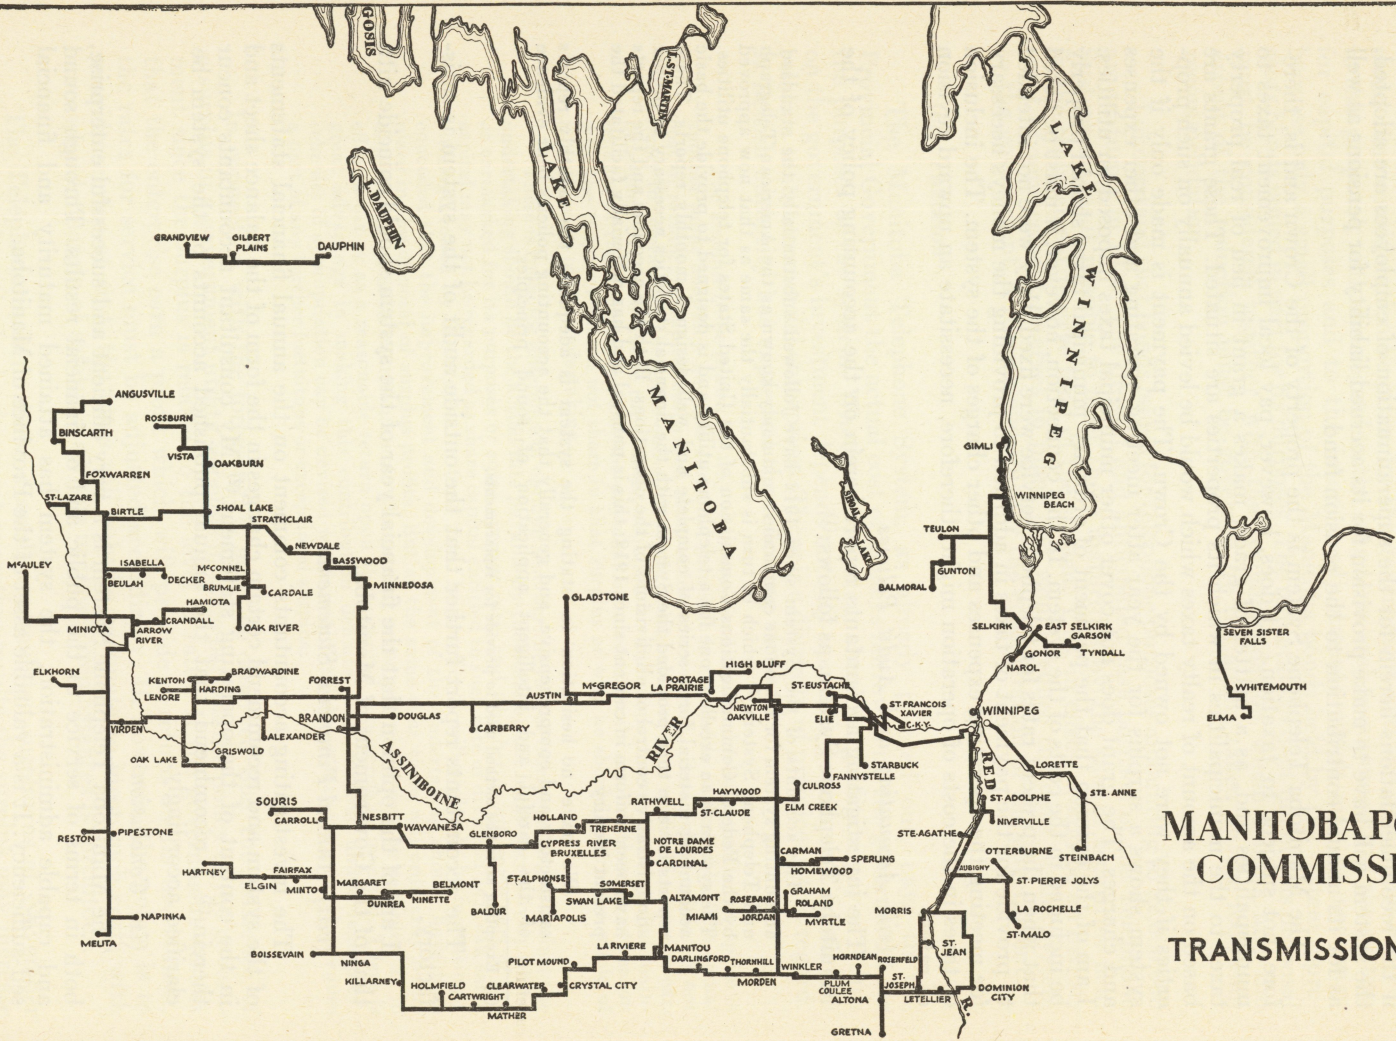 GOSIS
L. ST. MARTIN
LAKE
LAKE
L. DAUPHIN
GRANDVIEW
GILBERT
PLAINS
DAUPHIN
WINNIPEG
MANITOBA
SHOAL
LAKE
ANGUSVILLE
ROSSBURN
BINSCARTH
VISTA
OAKBURN
FOXWARREN
ST. LAZARE
BIRTLE
SHOAL LAKE
STRATHCLAIR
NEWDALE
BASSWOOD
MINNEDOSA
MCAULEY
ISABELLA
BEULAH
DECKER
MCCONNEL
BRUMLIE
CARDALE
HAMIOTA
CRANDALL
MINIOTA
ARROW
RIVER
OAK RIVER
GLADSTONE
GIMLI
WINNIPEG
BEACH
TEULON
GUNTON
BALMORAL
SELKIRK
EAST SELKIRK
GARSON
TYNDALL
GONOR
NAROL
SEVEN SISTER
FALLS
WHITEMOUTH
ELMA
ELKHORN
KENTON
BRADWARDINE
HARDING
LENORE
FORREST
VIRDEN
BRANDON
DOUGLAS
ALEXANDER
GRISWOLD
OAK LAKE
CARBERRY
AUSTIN
MCGREGOR
PORTAGE
LA PRAIRIE
HIGH BLUFF
NEWTON
OAKVILLE
ST. EUSTACHE
ELIE
ST. FRANCOIS
XAVIER
C.K.Y.
WINNIPEG
STARBUCK
FANNYSTELLE
ASSINIBOINE
RIVER
RED
R.
LORETTE
STE. ANNE
STEINBACH
ST. ADOLPHE
NIVERVILLE
STE. AGATHE
OTTERBURNE
AUBIGNY
ST. PIERRE JOLYS
LA ROCHELLE
ST. MALO
MORRIS
ST.
JEAN
ST.
JOSEPH
LETELLIER
DOMINION
CITY
SOURIS
CARROLL
NESBITT
WAWANESA
GLENBORO
HOLLAND
TREHERNE
CYPRESS RIVER
BRUXELLES
RATHWELL
HAYWOOD
ST. CLAUDE
CULROSS
ELM CREEK
NOTRE DAME
DE LOURDES
CARDINAL
CARMAN
SPERLING
HOMEWOOD
RESTON
PIPESTONE
HARTNEY
ELGIN
FAIRFAX
MINTO
MARGARET
DUNREA
NINETTE
BELMONT
BALDUR
ST. ALPHONSE
MARIAPOLIS
SWAN LAKE
SOMERSET
ALTAMONT
MIAMI
ROSEBANK
JORDAN
GRAHAM
ROLAND
MYRTLE
NAPINKA
MELITA
BOISSEVAIN
NINGA
KILLARNEY
HOLMFIELD
CARTWRIGHT
MATHER
CLEARWATER
CRYSTAL CITY
PILOT MOUND
LA RIVIERE
MANITOU
DARLINGFORD
THORNHILL
MORDEN
WINKLER
PLUM
COULEE
HORNDEAN
ROSENFELD
ALTONA
GRETNA
MANITOBA PO
COMMISSI
TRANSMISSION